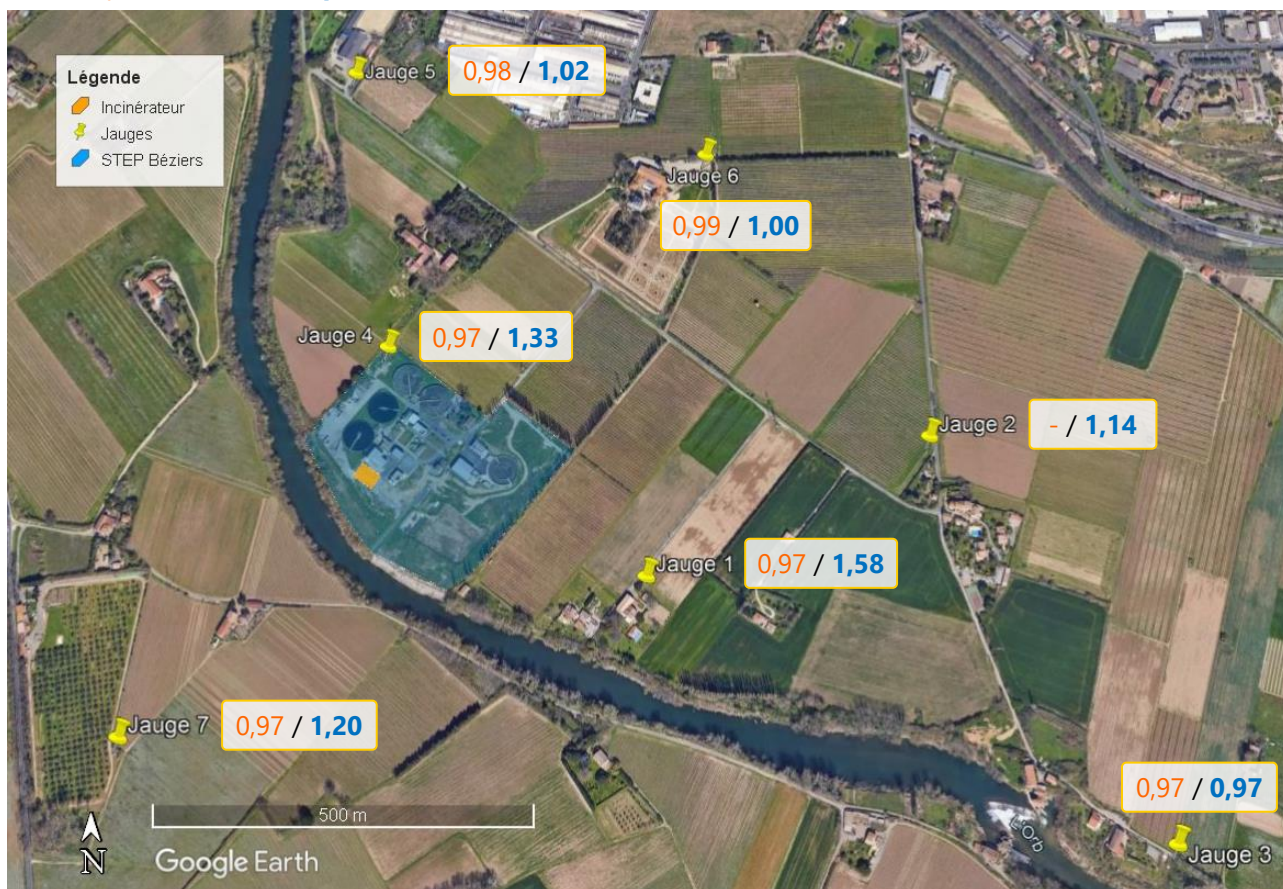 Légende
Incinérateur
Jauges
STEP Béziers
Jauge 5
0,98 / 1,02
Jauge 6
0,99 / 1,00
Jauge 4
0,97 / 1,33
Jauge 2
- / 1,14
Jauge 1
0,97 / 1,58
Jauge 7
0,97 / 1,20
0,97 / 0,97
Jauge 3
L'Orb
500 m
N
Google Earth